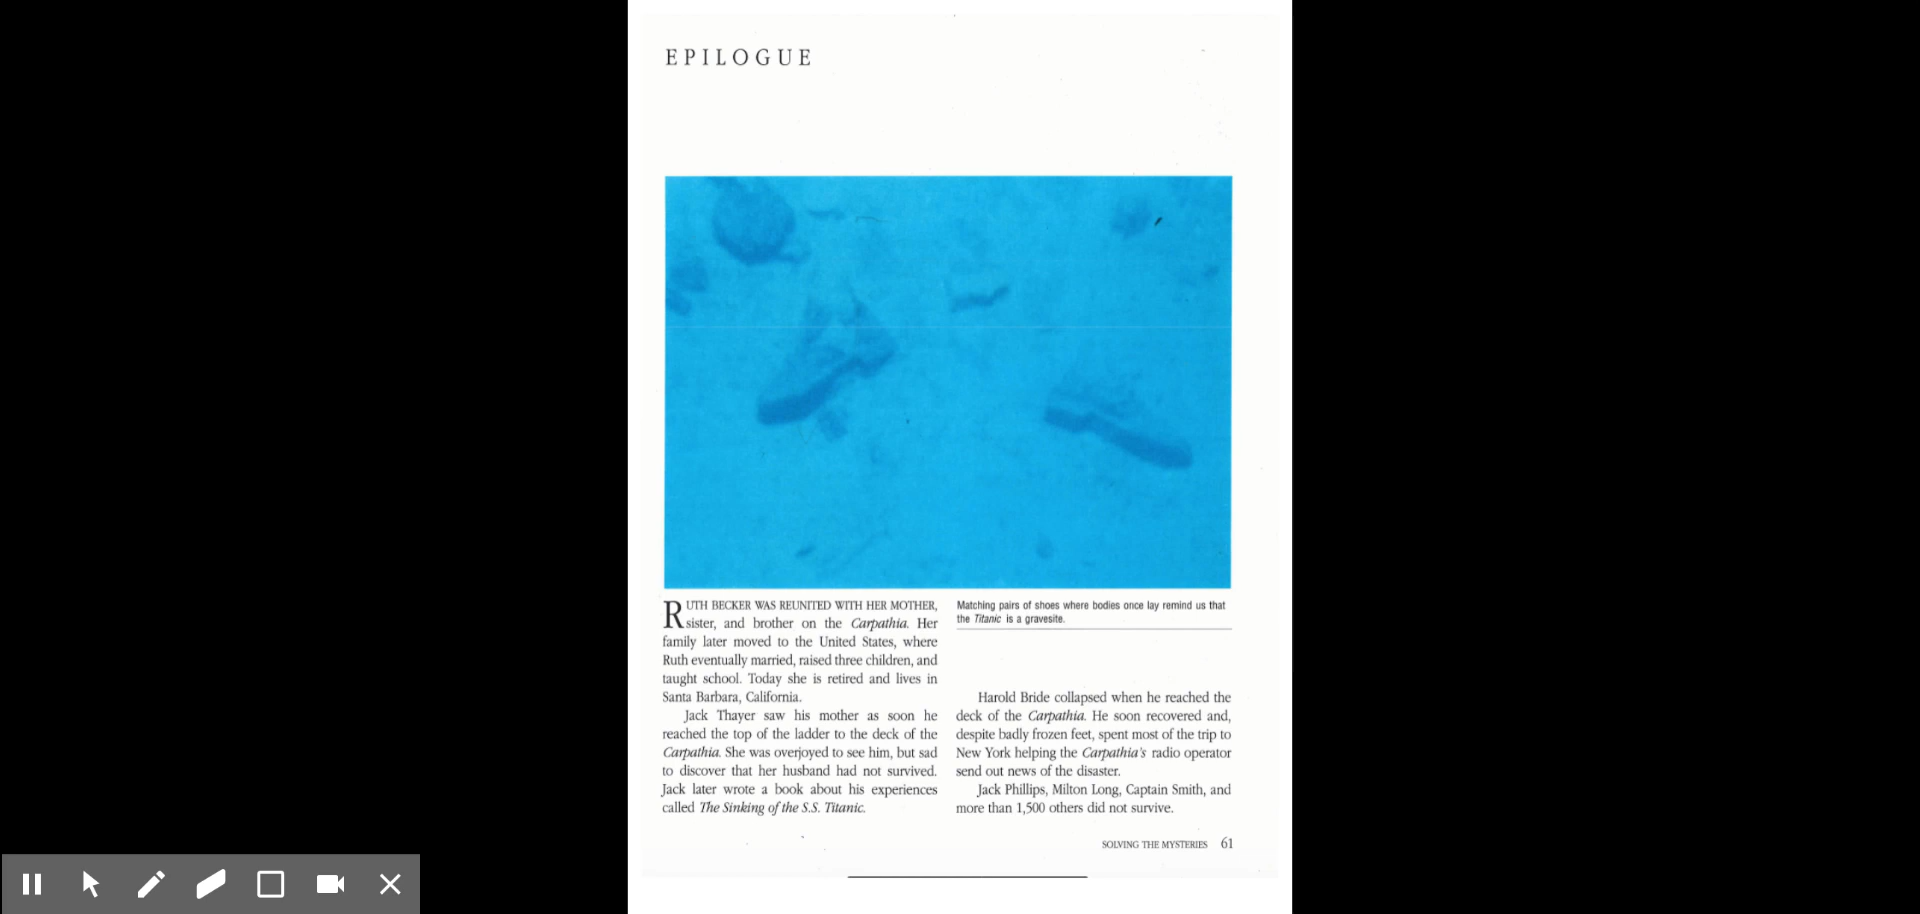 EPILOGUE
RUTH BECKER WAS REUNITED WITH HER MOTHER,
sister, and brother on the Carpathia. Her
family later moved to the United States, where
Ruth eventually married, raised three children, and
taught school. Today she is retired and lives in
Santa Barbara, California.
Jack Thayer saw his mother as soon he
reached the top of the ladder to the deck of the
Carpathia. She was overjoyed to see him, but sad
to discover that her husband had not survived.
Jack later wrote a book about his experiences
called The Sinking of the S.S. Titanic.
Matching pairs of shoes where bodies once lay remind us that
the Titanic is a gravesite.
Harold Bride collapsed when he reached the
deck of the Carpathia. He soon recovered and,
despite badly frozen feet, spent most of the trip to
New York helping the Carpathia's radio operator
send out news of the disaster.
Jack Phillips, Milton Long, Captain Smith, and
more than 1,500 others did not survive.
SOLVING THE MYSTERIES 61